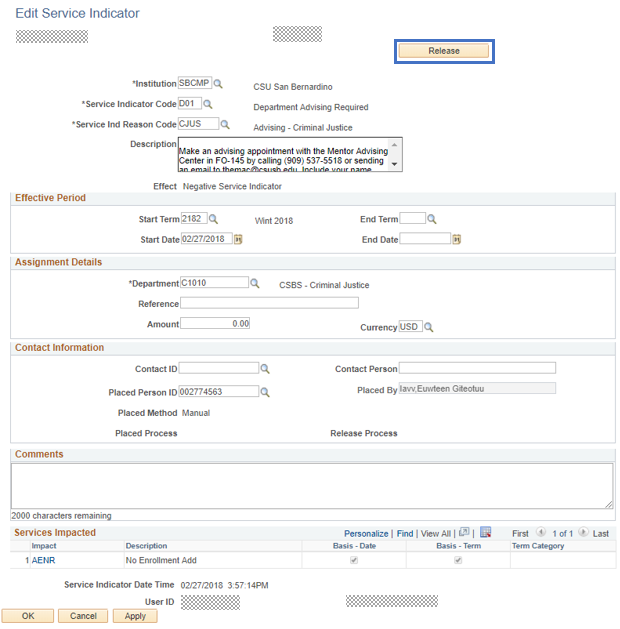 Edit Service Indicator
Release
*Institution SBCMP CSU San Bernardino
*Service Indicator Code D01 Department Advising Required
*Service Ind Reason Code CJUS Advising - Criminal Justice
Description Make an advising appointment with the Mentor Advising
Center in FO-145 by calling (909) 537-5518 or sending
an email to themac@csusb.edu. Include your name
Effect Negative Service Indicator
Effective Period
Start Term 2182 Wint 2018 End Term
Start Date 02/27/2018 End Date
Assignment Details
*Department C1010 CSBS - Criminal Justice
Reference
Amount 0.00 Currency USD
Contact Information
Contact ID Contact Person
Placed Person ID 002774563 Placed By Iavv,Euwteen Giteotuu
Placed Method Manual
Placed Process Release Process
Comments
2000 characters remaining
Services Impacted Personalize | Find | View All | First 1 of 1 Last
Impact Description Basis - Date Basis - Term Term Category
1 AENR No Enrollment Add
Service Indicator Date Time 02/27/2018 3:57:14PM
User ID
OK Cancel Apply